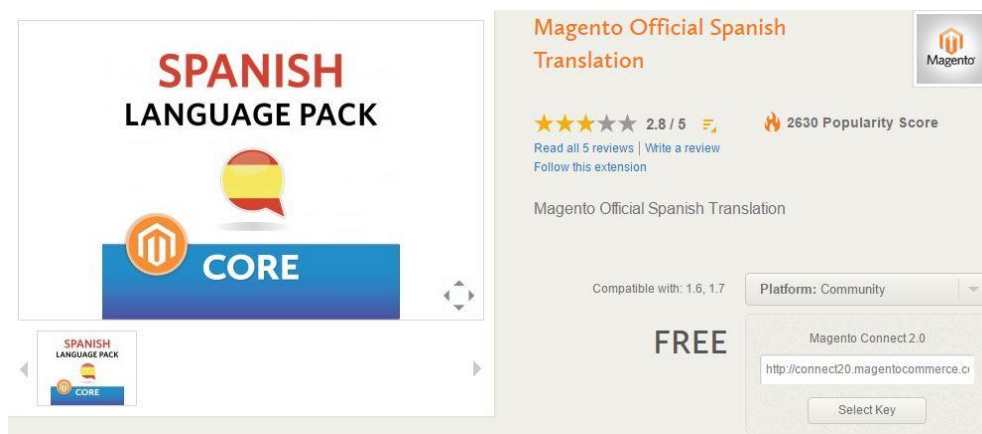 SPANISH
LANGUAGE PACK
CORE
SPANISH
LANGUAGE PACK
CORE
Magento Official Spanish
Translation
Magento
2.8 / 5
2630 Popularity Score
Read all 5 reviews | Write a review
Follow this extension
Magento Official Spanish Translation
Compatible with: 1.6, 1.7
Platform: Community
FREE
Magento Connect 2.0
http://connect20.magentocommerce.c
Select Key